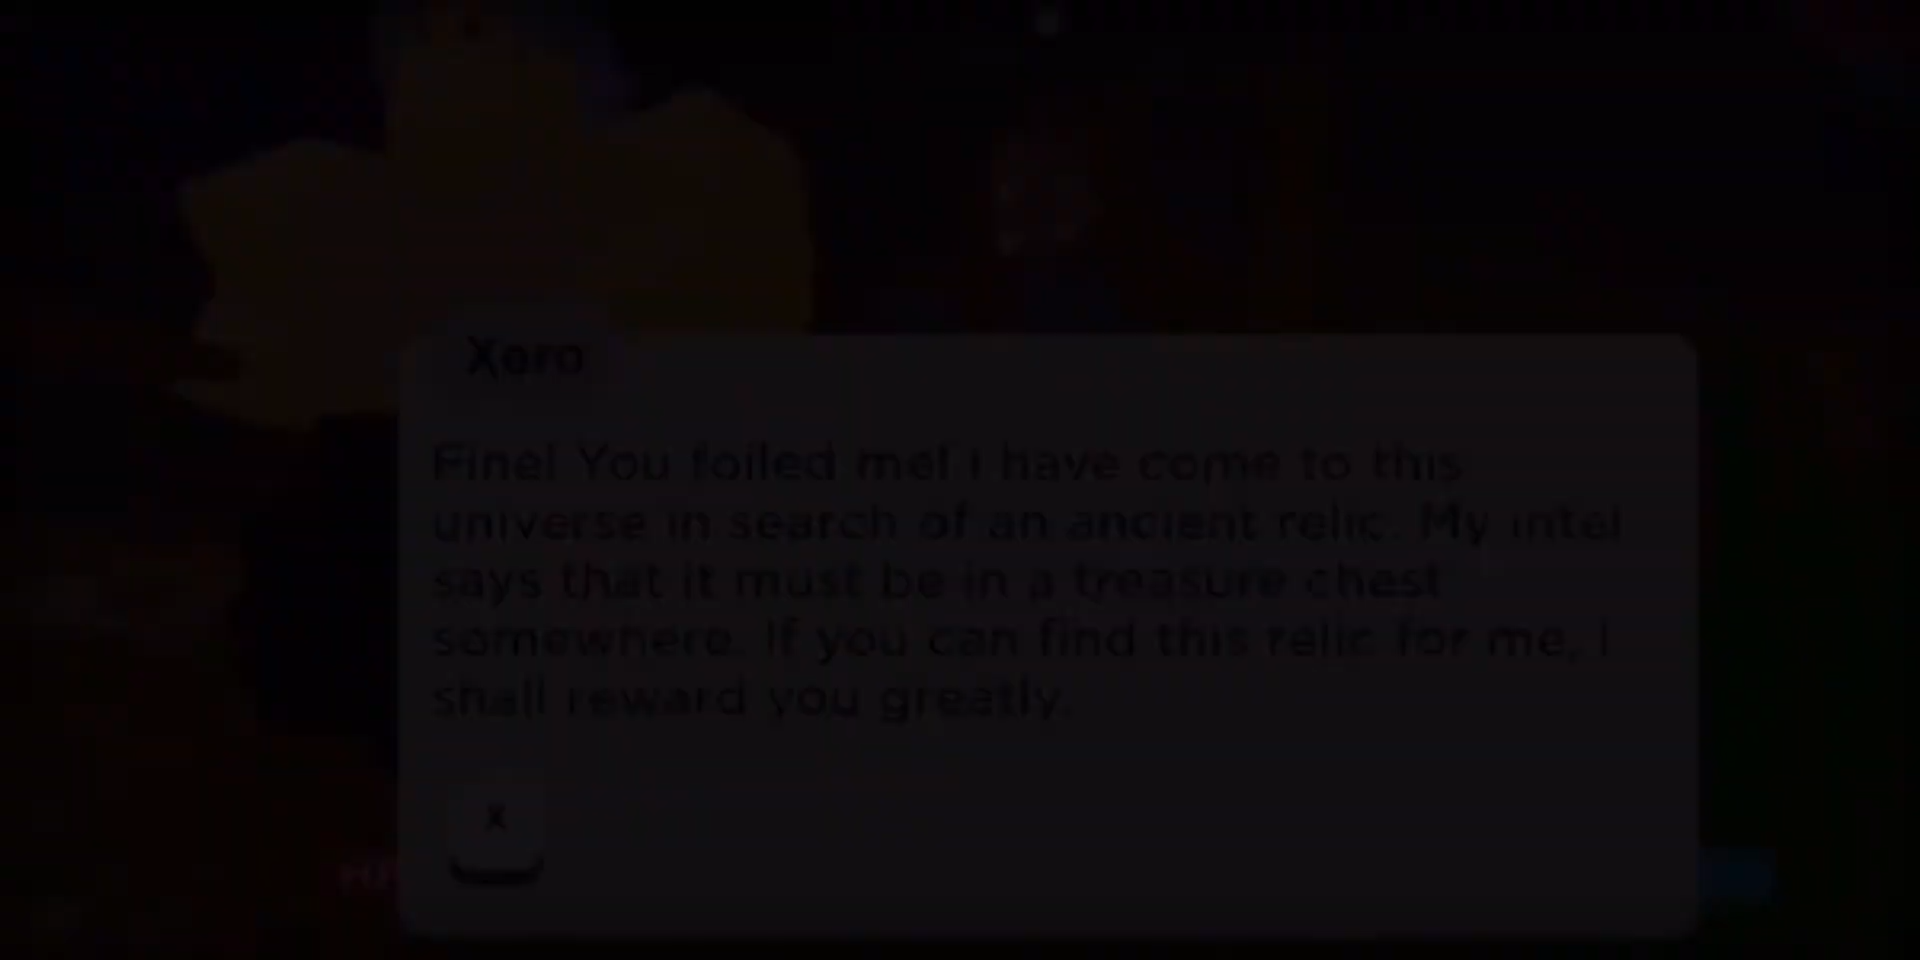 Xero
Fine! You foiled me! I have come to this
universe in search of an ancient relic. My intel
says that it must be in a treasure chest
somewhere. If you can find this relic for me, I
shall reward you greatly.
X